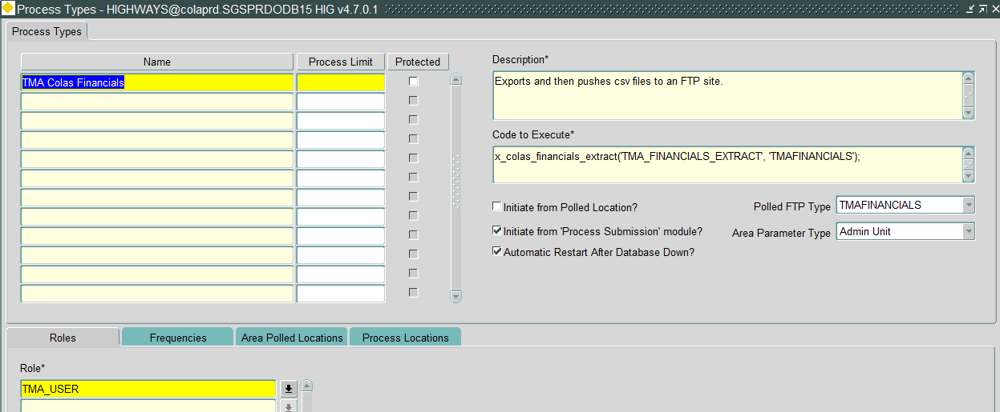 Process Types - HIGHWAYS@colaprd.SGSPRDODB15 HIG v4.7.0.1
Process Types
Name Process Limit Protected
TMA Colas Financials
Description*
Exports and then pushes csv files to an FTP site.
Code to Execute*
x_colas_financials_extract('TMA_FINANCIALS_EXTRACT', 'TMAFINANCIALS');
Initiate from Polled Location? Polled FTP Type TMAFINANCIALS
Initiate from 'Process Submission' module? Area Parameter Type Admin Unit
Automatic Restart After Database Down?
Roles Frequencies Area Polled Locations Process Locations
Role*
TMA_USER